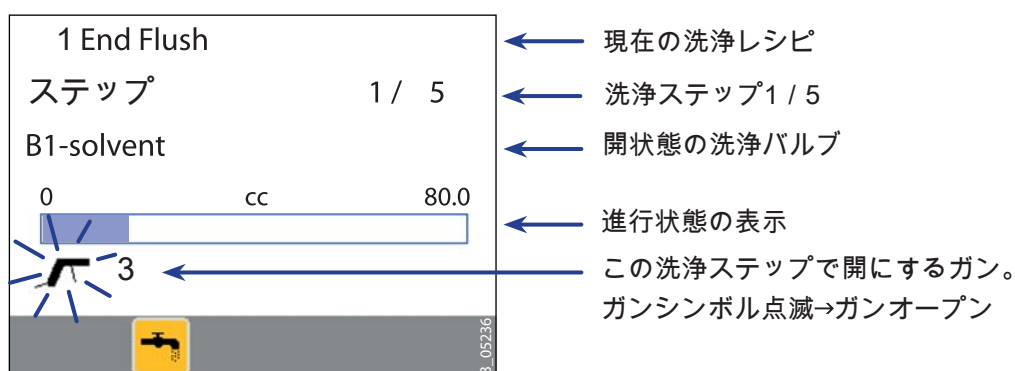 1 End Flush
現在の洗浄レシピ
ステップ 1 / 5
洗浄ステップ1 / 5
B1-solvent
開状態の洗浄バルブ
0 cc 80.0
進行状態の表示
3
この洗浄ステップで開にするガン。
ガンシンボル点滅→ガンオープン
_05236